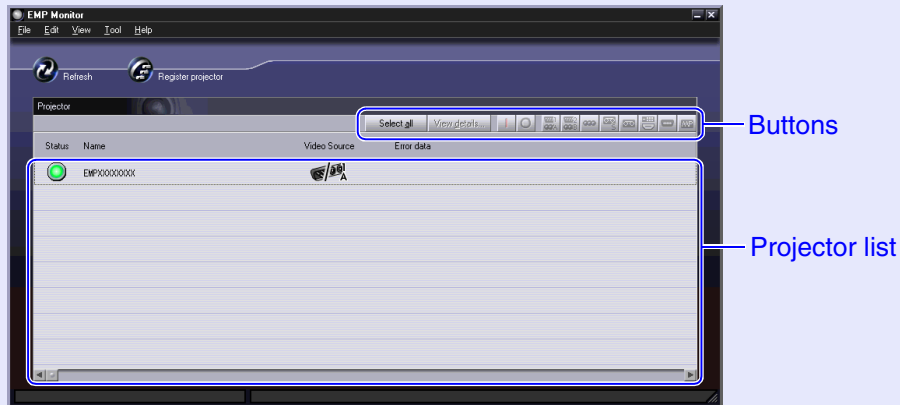 EMP Monitor
File Edit View Tool Help
Refresh Register projector
Projector
Select all View details...
Buttons
Status Name Video Source Error data
EMPXXXXXXXX
A
Projector list